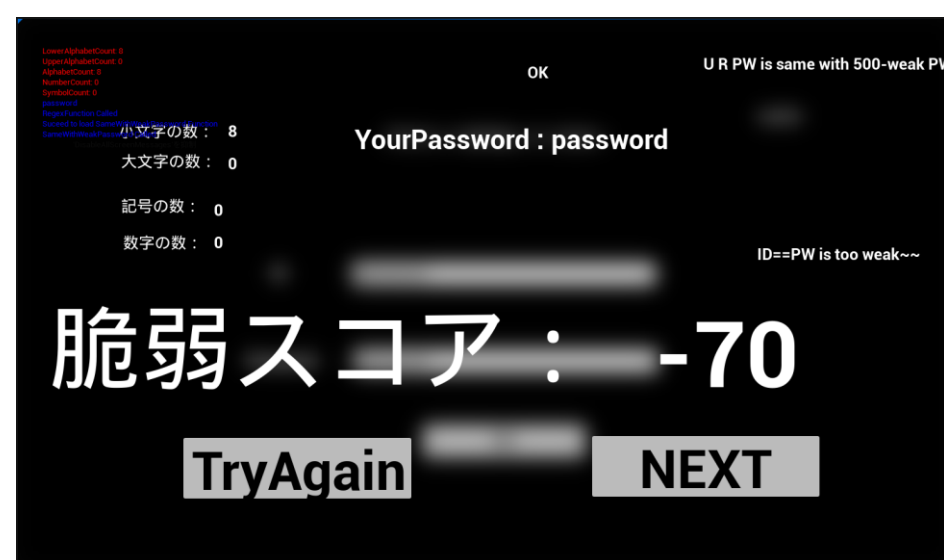 LowerAlphabetCount: 8
UpperAlphabetCount: 0
AlphabetCount: 8
NumberCount: 0
SymbolCount: 0
OK
U R PW is same with 500-weak PW
小文字の数： 8
YourPassword : password
大文字の数： 0
記号の数： 0
数字の数： 0
ID==PW is too weak~~
脆弱スコア： -70
TryAgain
NEXT